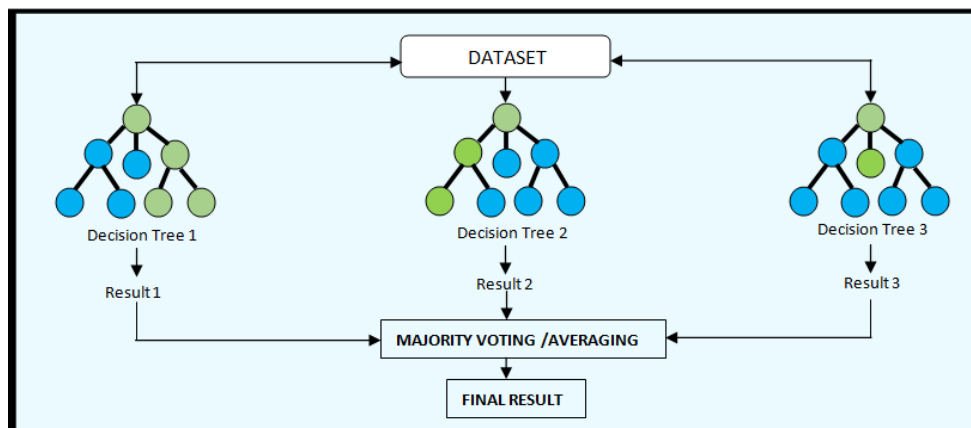 DATASET
Decision Tree 1
Decision Tree 2
Decision Tree 3
Result 1
Result 2
Result 3
MAJORITY VOTING /AVERAGING
FINAL RESULT